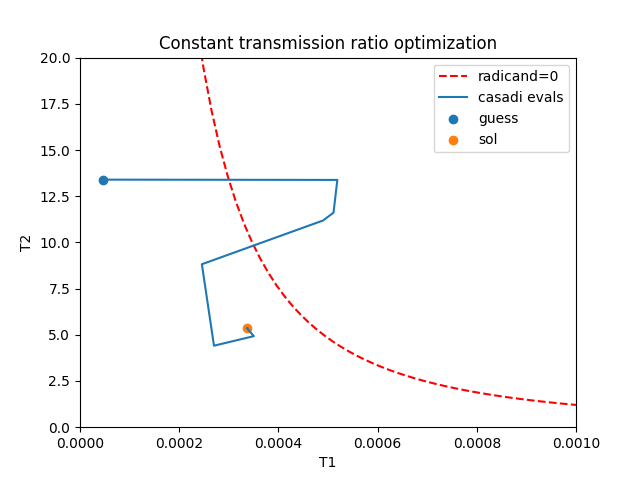 Constant transmission ratio optimization
radicand=0
casadi evals
guess
sol
T2
20.0
17.5
15.0
12.5
10.0
7.5
5.0
2.5
0.0
0.0000 0.0002 0.0004 0.0006 0.0008 0.0010
T1